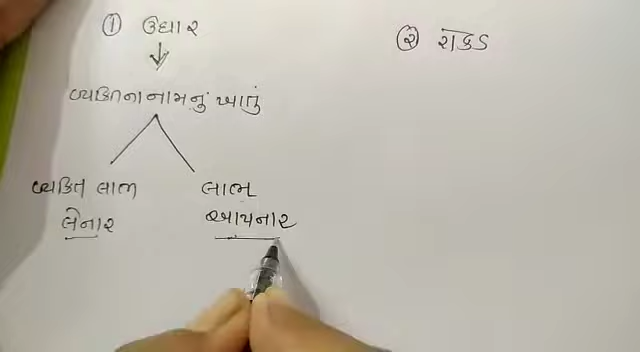 ① ઉધાર
② રોકડ
વ્યક્તિના નામનું ખાતું
વ્યક્તિ લાભ
લેનાર
લાભ
આપનાર